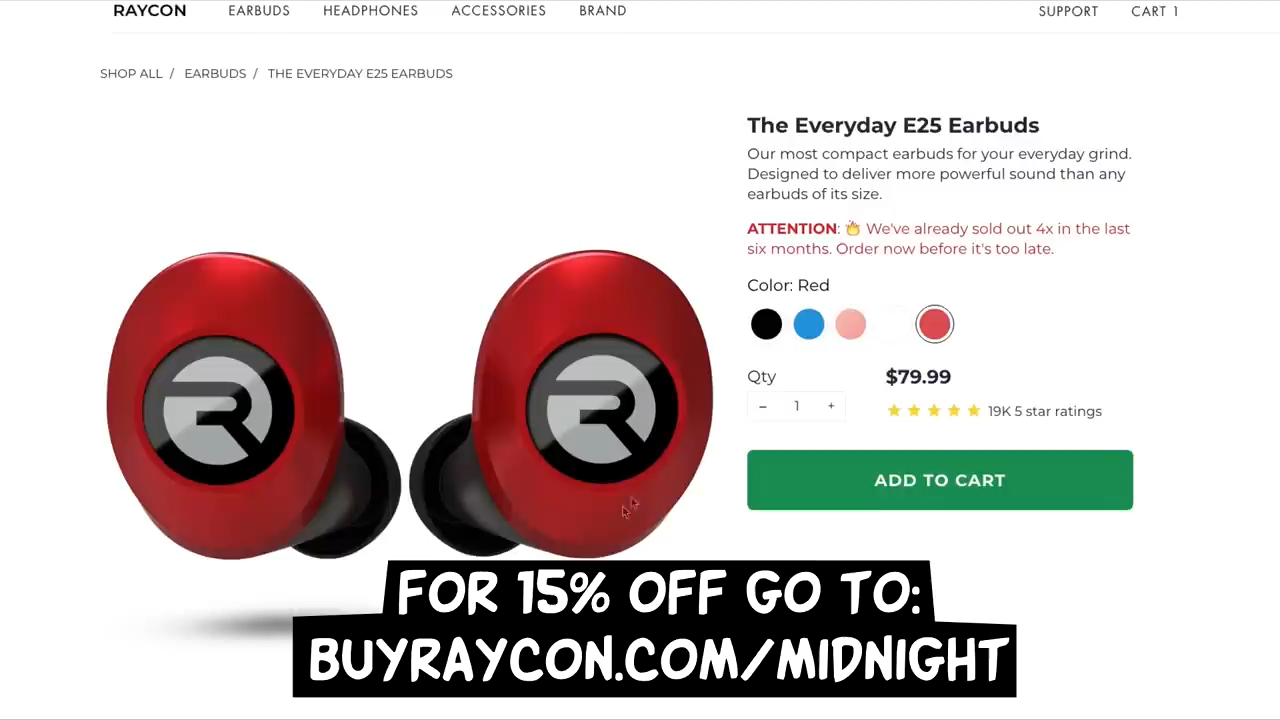 RAYCON EARBUDS HEADPHONES ACCESSORIES BRAND SUPPORT CART 1
SHOP ALL / EARBUDS / THE EVERYDAY E25 EARBUDS
The Everyday E25 Earbuds
Our most compact earbuds for your everyday grind.
Designed to deliver more powerful sound than any
earbuds of its size.
ATTENTION: 🔥 We've already sold out 4x in the last
six months. Order now before it's too late.
Color: Red
Qty
$79.99
− 1 +
19K 5 star ratings
ADD TO CART
FOR 15% OFF GO TO:
BUYRAYCON.COM/MIDNIGHT